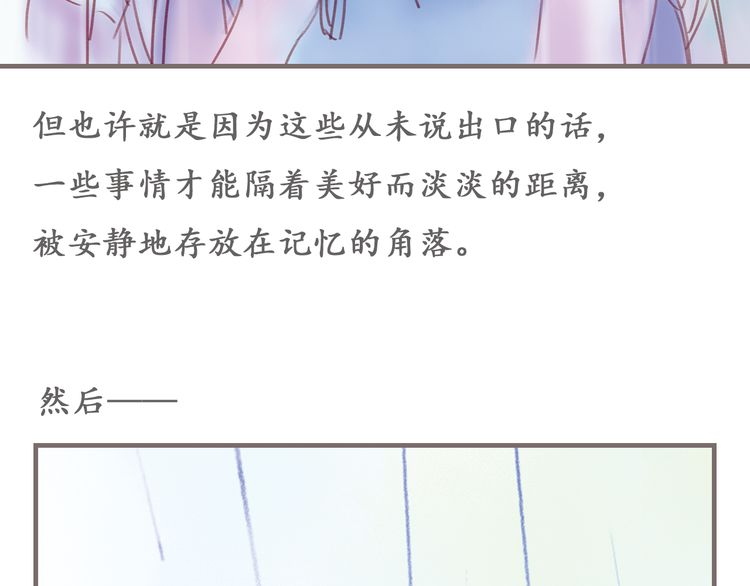 但也许就是因为这些从未说出口的话，
一些事情才能隔着美好而淡淡的距离，
被安静地存放在记忆的角落。
然后——